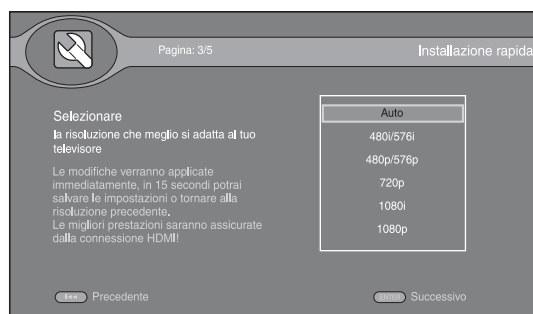 Pagina: 3/5
Installazione rapida
Selezionare
la risoluzione che meglio si adatta al tuo
televisore
Le modifiche verranno applicate
immediatamente, in 15 secondi potrai
salvare le impostazioni o tornare alla
risoluzione precedente.
Le migliori prestazioni saranno assicurate
dalla connessione HDMI!
Auto
480i/576i
480p/576p
720p
1080i
1080p
Precedente
ENTER Successivo